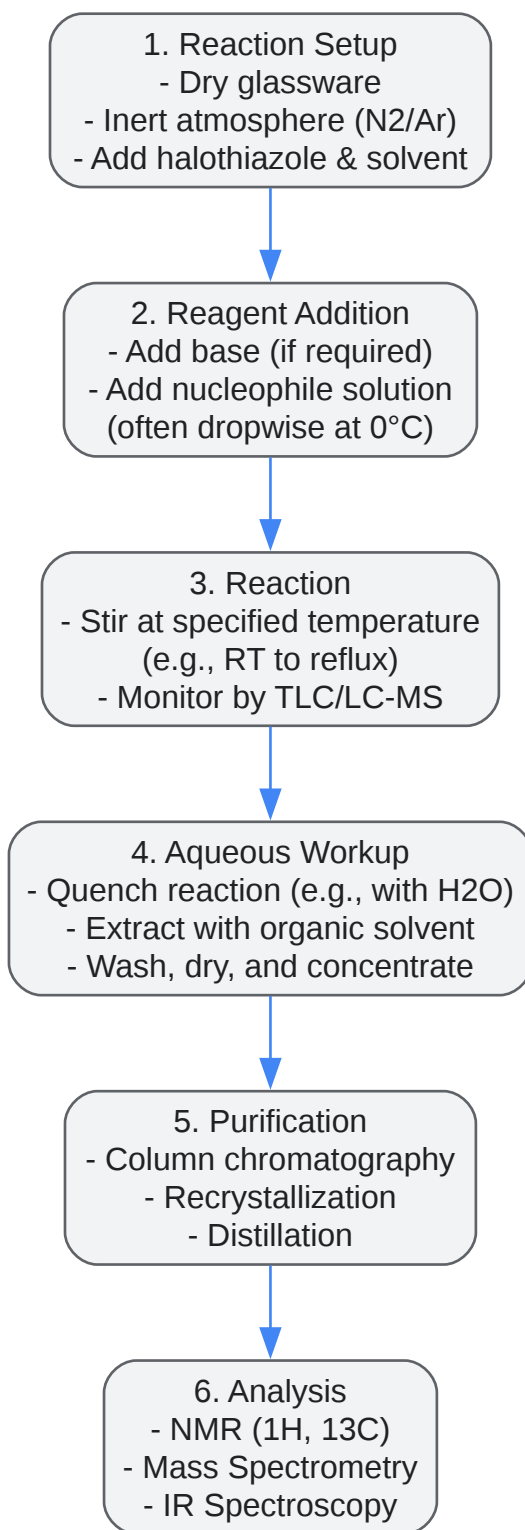 1. Reaction Setup
- Dry glassware
- Inert atmosphere (N2/Ar)
- Add halothiazole & solvent
2. Reagent Addition
- Add base (if required)
- Add nucleophile solution
(often dropwise at 0°C)
3. Reaction
- Stir at specified temperature
(e.g., RT to reflux)
- Monitor by TLC/LC-MS
4. Aqueous Workup
- Quench reaction (e.g., with H2O)
- Extract with organic solvent
- Wash, dry, and concentrate
5. Purification
- Column chromatography
- Recrystallization
- Distillation
6. Analysis
- NMR (1H, 13C)
- Mass Spectrometry
- IR Spectroscopy